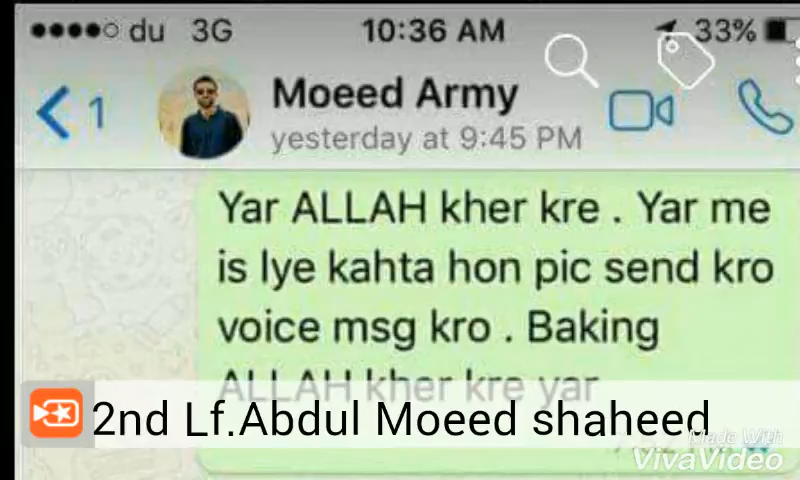 du 3G 10:36 AM 33%
1 Moeed Army
yesterday at 9:45 PM
Yar ALLAH kher kre . Yar me
is lye kahta hon pic send kro
voice msg kro . Baking
ALLAH kher kre yar
2nd Lf.Abdul Moeed shaheed
Made With
VivaVideo